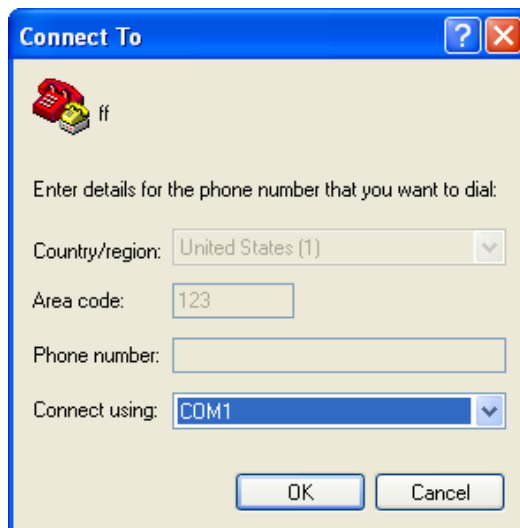 Connect To
ff
Enter details for the phone number that you want to dial:
Country/region: United States (1)
Area code: 123
Phone number:
Connect using: COM1
OK Cancel